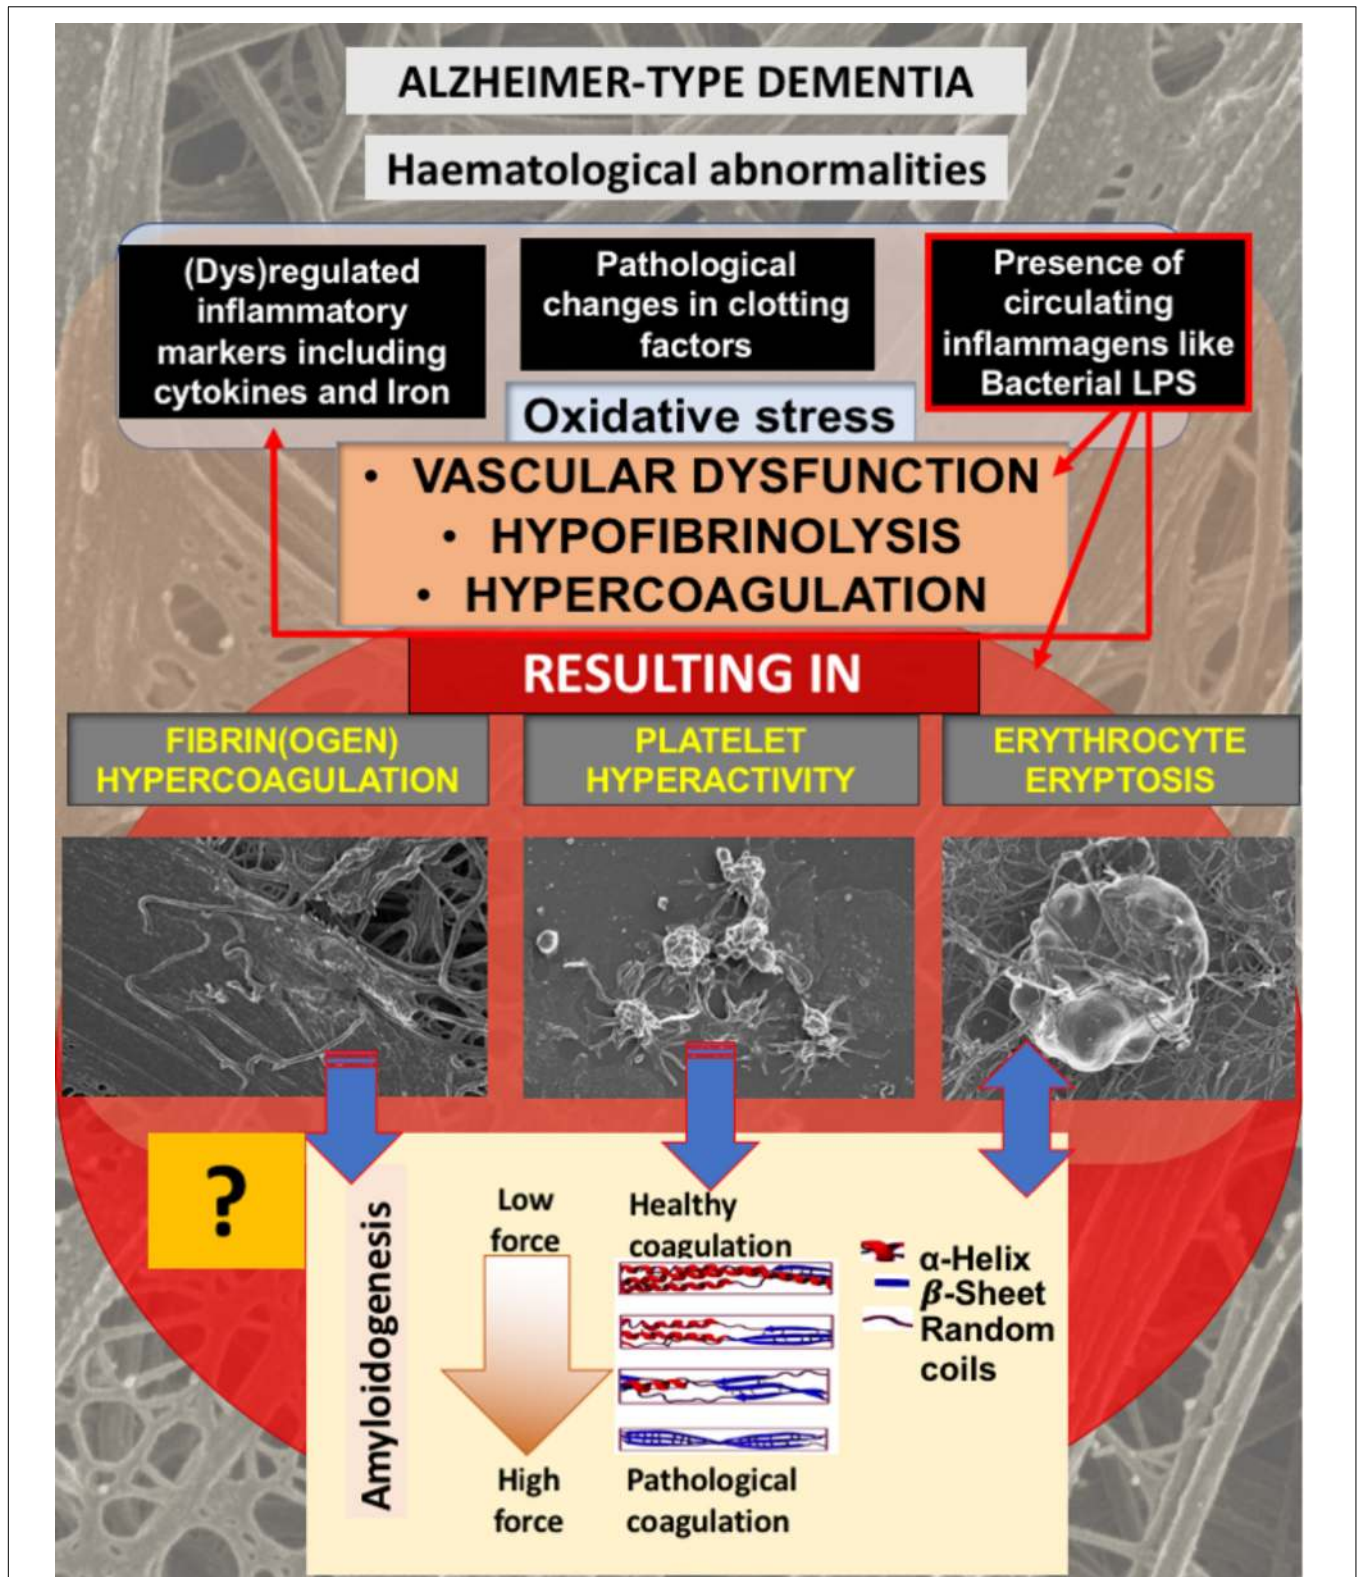 ALZHEIMER-TYPE DEMENTIA
Haematological abnormalities
(Dys)regulated
inflammatory
markers including
cytokines and Iron
Pathological
changes in clotting
factors
Presence of
circulating
inflammagens like
Bacterial LPS
Oxidative stress
• VASCULAR DYSFUNCTION
• HYPOFIBRINOLYSIS
• HYPERCOAGULATION
RESULTING IN
FIBRIN(OGEN)
HYPERCOAGULATION
PLATELET
HYPERACTIVITY
ERYTHROCYTE
ERYPTOSIS
?
Amyloidogenesis
Low
force
High
force
Healthy
coagulation
Pathological
coagulation
α-Helix
β-Sheet
Random
coils